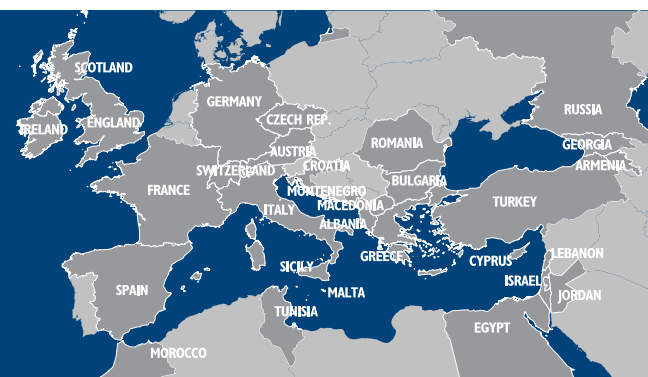 SCOTLAND
IRELAND
ENGLAND
GERMANY
CZECH REP.
RUSSIA
AUSTRIA
ROMANIA
GEORGIA
ARMENIA
SWITZERLAND
CROATIA
FRANCE
MONTENEGRO
BULGARIA
MACEDONIA
TURKEY
ITALY
ALBANIA
GREECE
CYPRUS
LEBANON
SICILY
ISRAEL
SPAIN
MALTA
JORDAN
TUNISIA
EGYPT
MOROCCO